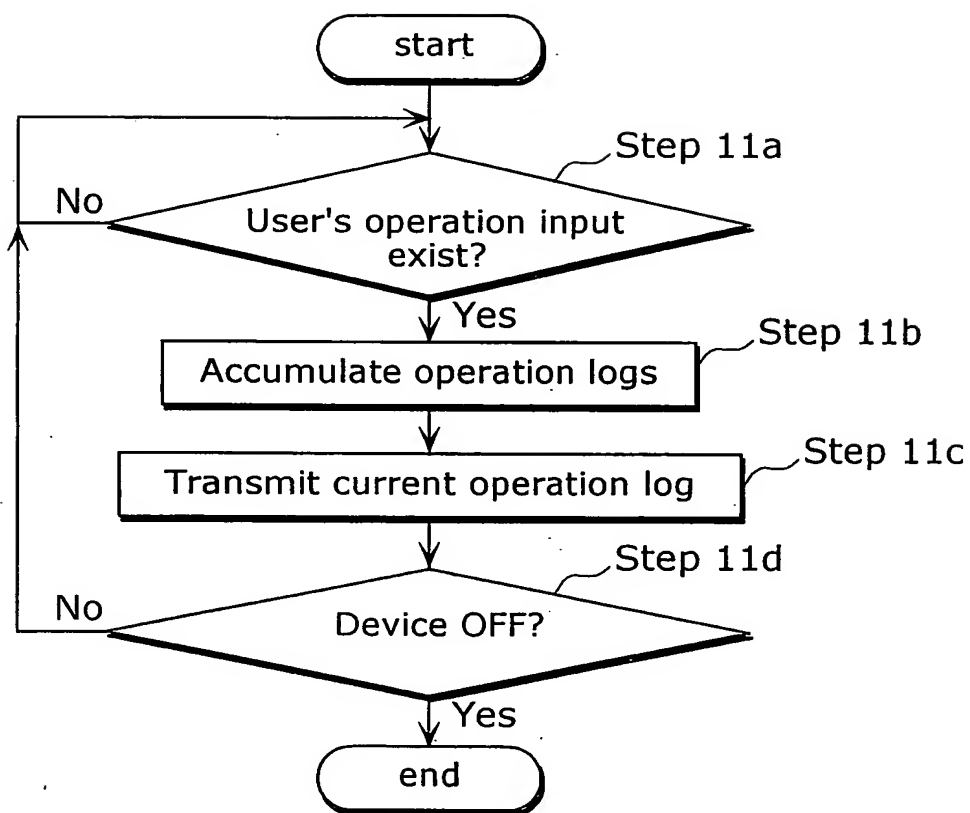 start
Step 11a
No
User's operation input
exist?
Yes
Step 11b
Accumulate operation logs
Step 11c
Transmit current operation log
Step 11d
No
Device OFF?
Yes
end